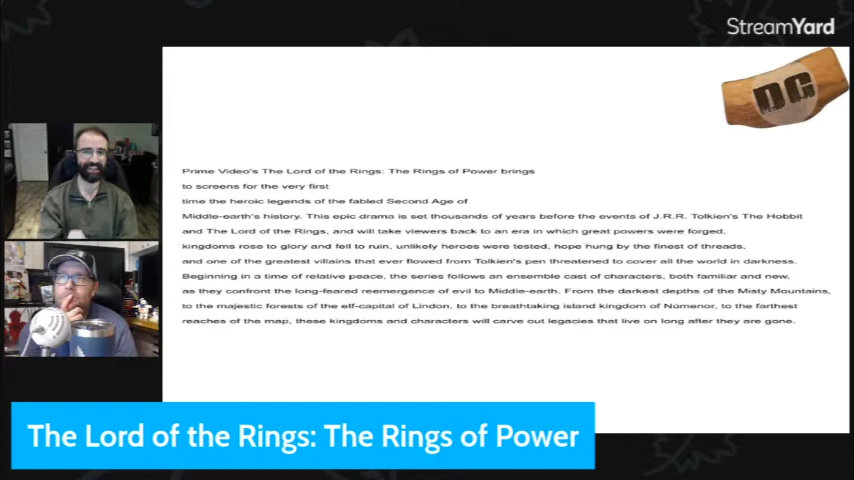 StreamYard
DG
Prime Video's The Lord of the Rings: The Rings of Power brings
to screens for the very first
time the heroic legends of the fabled Second Age of
Middle-earth's history. This epic drama is set thousands of years before the events of J.R.R. Tolkien's The Hobbit
and The Lord of the Rings, and will take viewers back to an era in which great powers were forged,
kingdoms rose to glory and fell to ruin, unlikely heroes were tested, hope hung by the finest of threads,
and one of the greatest villains that ever flowed from Tolkien's pen threatened to cover all the world in darkness.
Beginning in a time of relative peace, the series follows an ensemble cast of characters, both familiar and new,
as they confront the long-feared reemergence of evil to Middle-earth. From the darkest depths of the Misty Mountains,
to the majestic forests of the elf-capital of Lindon, to the breathtaking island kingdom of Númenor, to the farthest
reaches of the map, these kingdoms and characters will carve out legacies that live on long after they are gone.
The Lord of the Rings: The Rings of Power